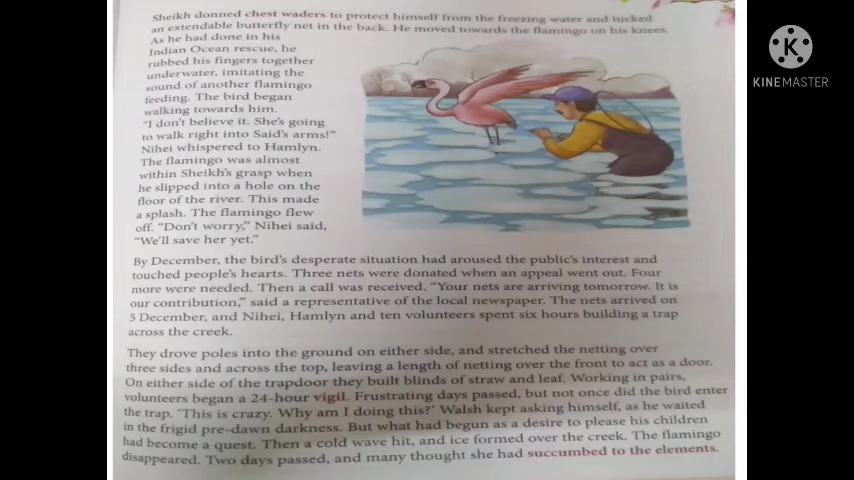 Sheikh donned chest waders to protect himself from the freezing water and tucked
an extendable butterfly net in the back. He moved towards the flamingo on his knees.
As he had done in his
Indian Ocean rescue, he
rubbed his fingers together
underwater, imitating the
sound of another flamingo
feeding. The bird began
walking towards him.
"I don't believe it. She's going
to walk right into Said's arms!"
Nihei whispered to Hamlyn.
The flamingo was almost
within Sheikh's grasp when
he slipped into a hole on the
floor of the river. This made
a splash. The flamingo flew
off. "Don't worry," Nihei said,
"We'll save her yet."
By December, the bird's desperate situation had aroused the public's interest and
touched people's hearts. Three nets were donated when an appeal went out. Four
more were needed. Then a call was received. "Your nets are arriving tomorrow. It is
our contribution," said a representative of the local newspaper. The nets arrived on
5 December, and Nihei, Hamlyn and ten volunteers spent six hours building a trap
across the creek.
They drove poles into the ground on either side, and stretched the netting over
three sides and across the top, leaving a length of netting over the front to act as a door.
On either side of the trapdoor they built blinds of straw and leaf. Working in pairs,
volunteers began a 24-hour vigil. Frustrating days passed, but not once did the bird enter
the trap. 'This is crazy. Why am I doing this?' Walsh kept asking himself, as he waited
in the frigid pre-dawn darkness. But what had begun as a desire to please his children
had become a quest. Then a cold wave hit, and ice formed over the creek. The flamingo
disappeared. Two days passed, and many thought she had succumbed to the elements.
K
KINEMASTER